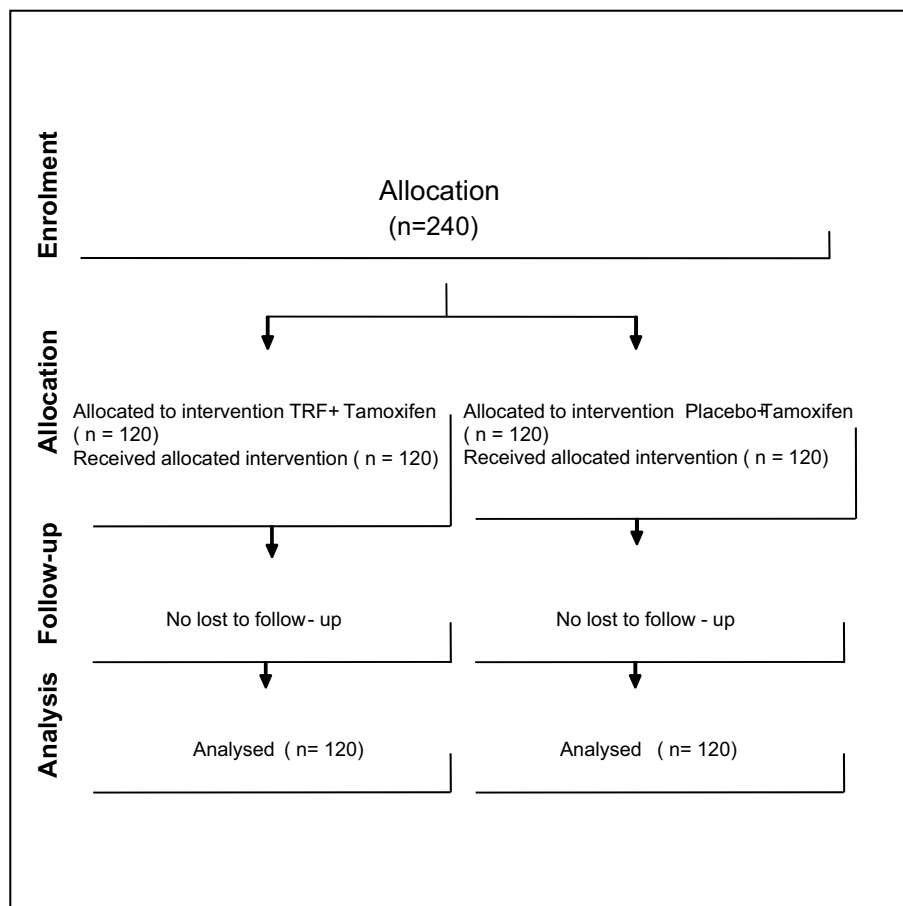 Enrolment
Allocation
(n=240)
Allocation
Allocated to intervention TRF+ Tamoxifen
( n = 120)
Received allocated intervention ( n = 120)
Allocated to intervention Placebo+Tamoxifen
( n = 120)
Received allocated intervention ( n = 120)
Follow-up
No lost to follow- up
No lost to follow - up
Analysis
Analysed ( n= 120)
Analysed ( n= 120)